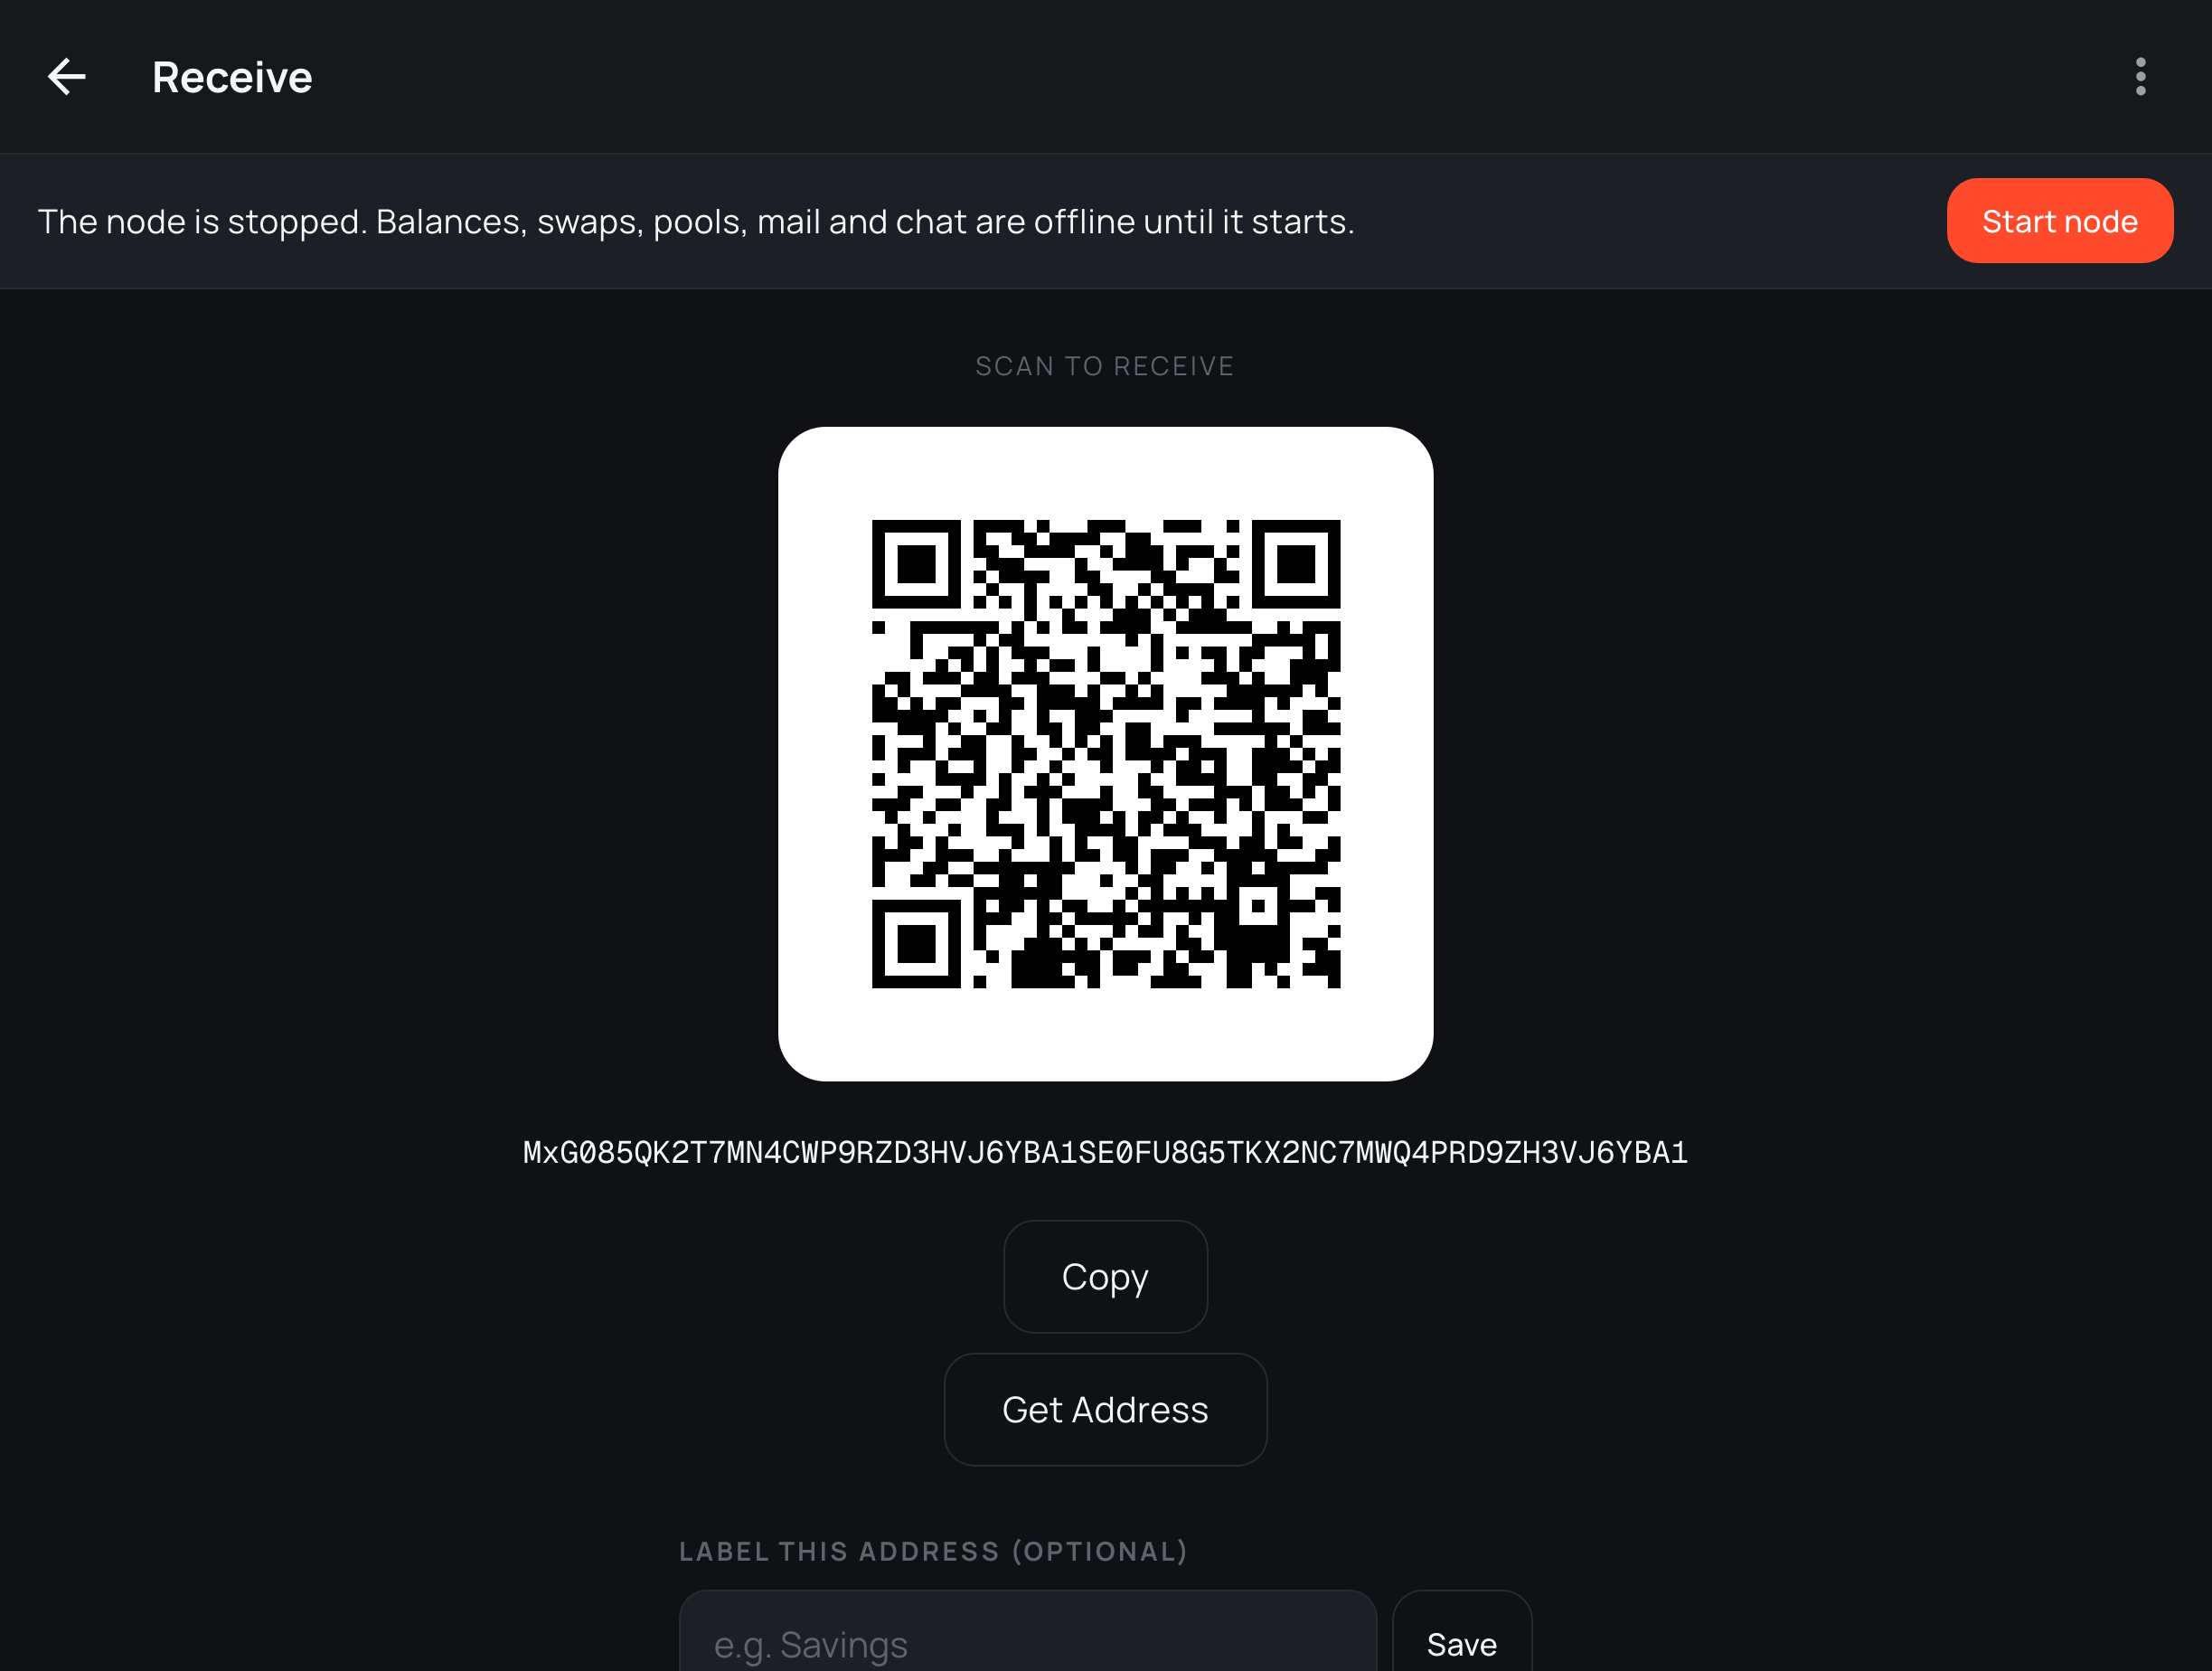 Receive
The node is stopped. Balances, swaps, pools, mail and chat are offline until it starts.
Start node
SCAN TO RECEIVE
MxG085QK2T7MN4CWP9RZD3HVJ6YBA1SE0FU8G5TKX2NC7MWQ4PRD9ZH3VJ6YBA1
Copy
Get Address
LABEL THIS ADDRESS (OPTIONAL)
e.g. Savings
Save